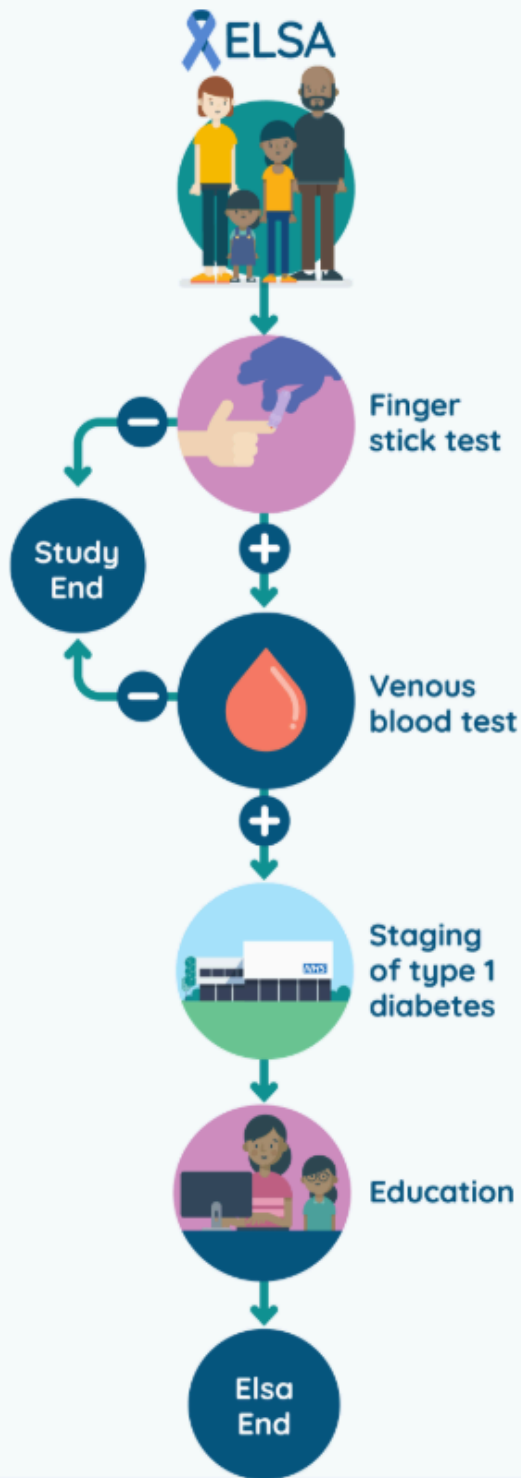 ELSA
Finger
stick test
Study
End
Venous
blood test
Staging
of type 1
diabetes
NHS
Education
Elsa
End